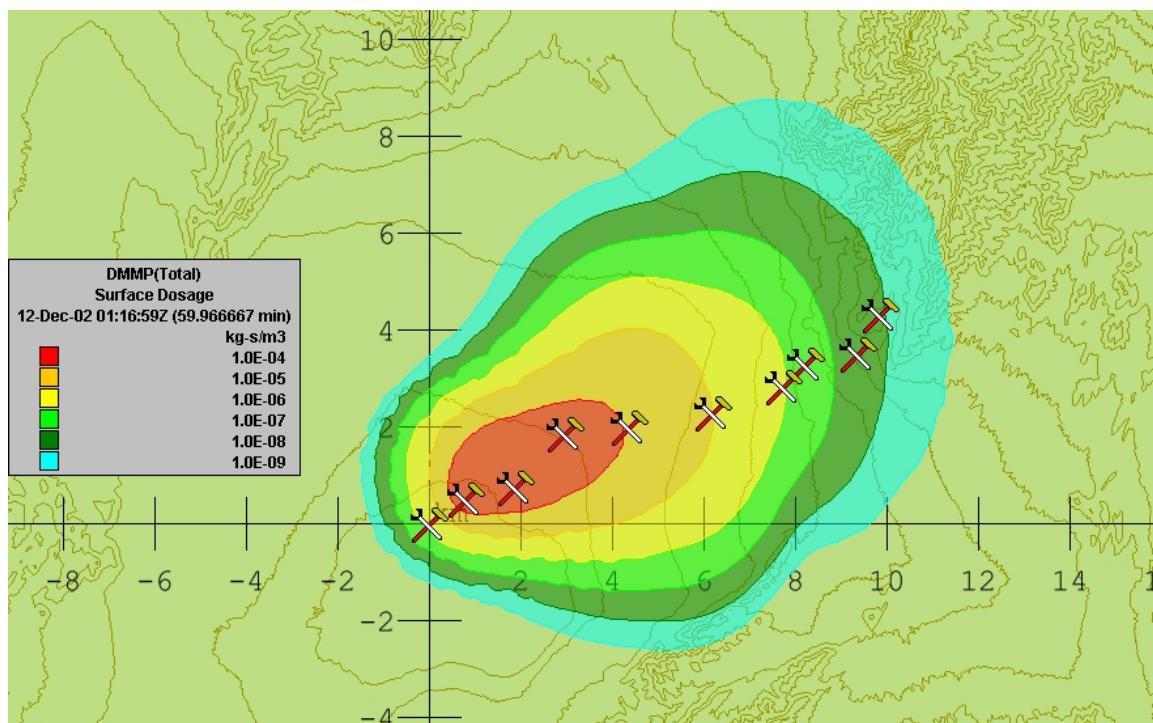 10
8
6
4
2
DMMP(Total)
Surface Dosage
12-Dec-02 01:16:59Z (59.966667 min)
kg-s/m3
1.0E-04
1.0E-05
1.0E-06
1.0E-07
1.0E-08
1.0E-09
km
-8 -6 -4 -2 2 4 6 8 10 12 14
-2
-4